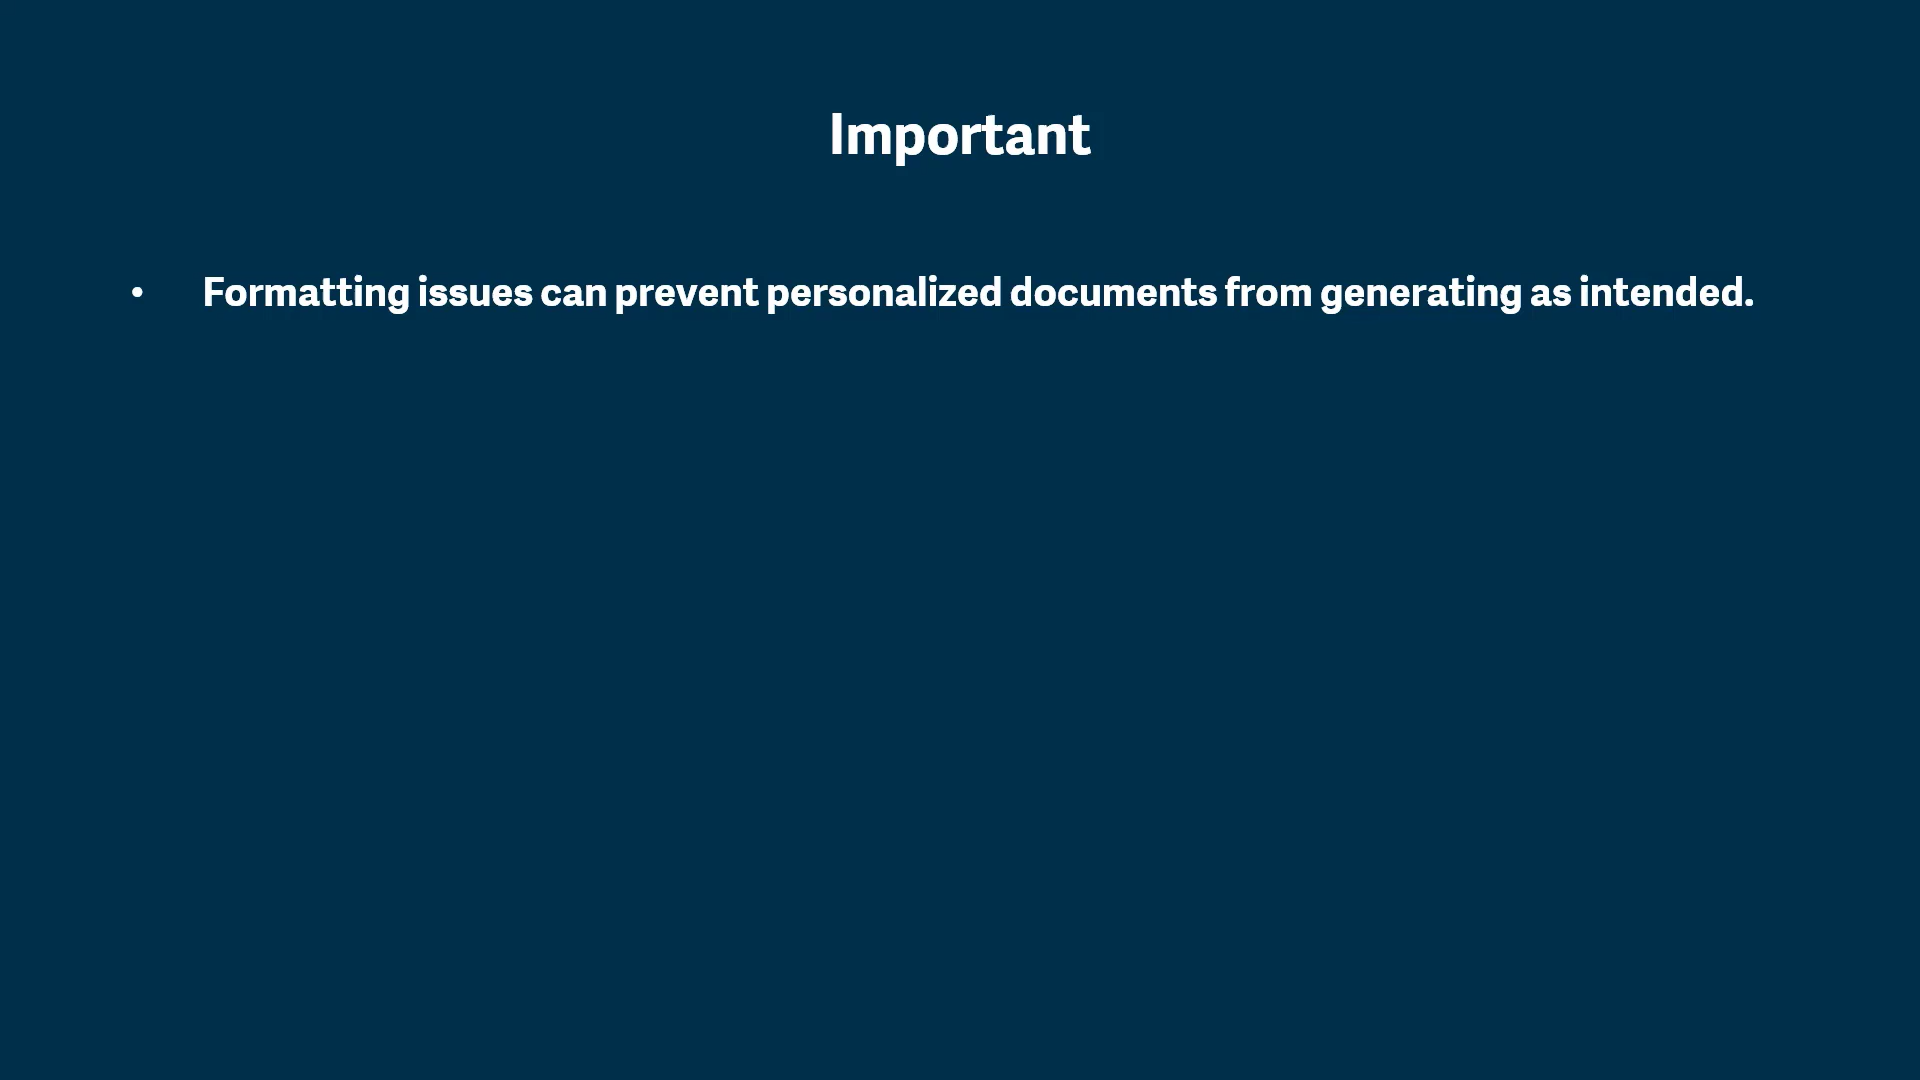 Important
• Formatting issues can prevent personalized documents from generating as intended.